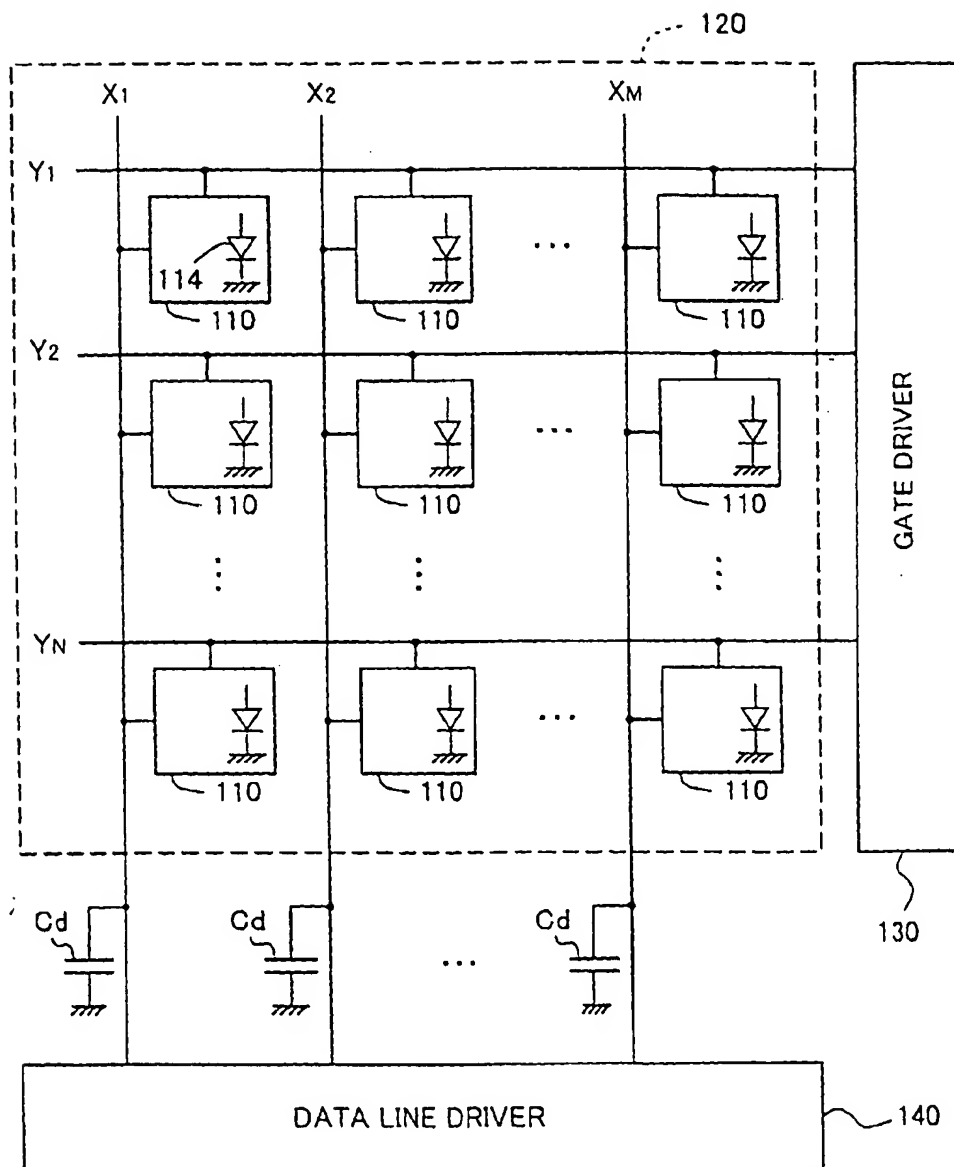 120
X1 X2 XM
Y1
114
110 110 110
Y2
110 110 110
YN
110 110 110
GATE DRIVER
130
Cd Cd Cd
DATA LINE DRIVER
140